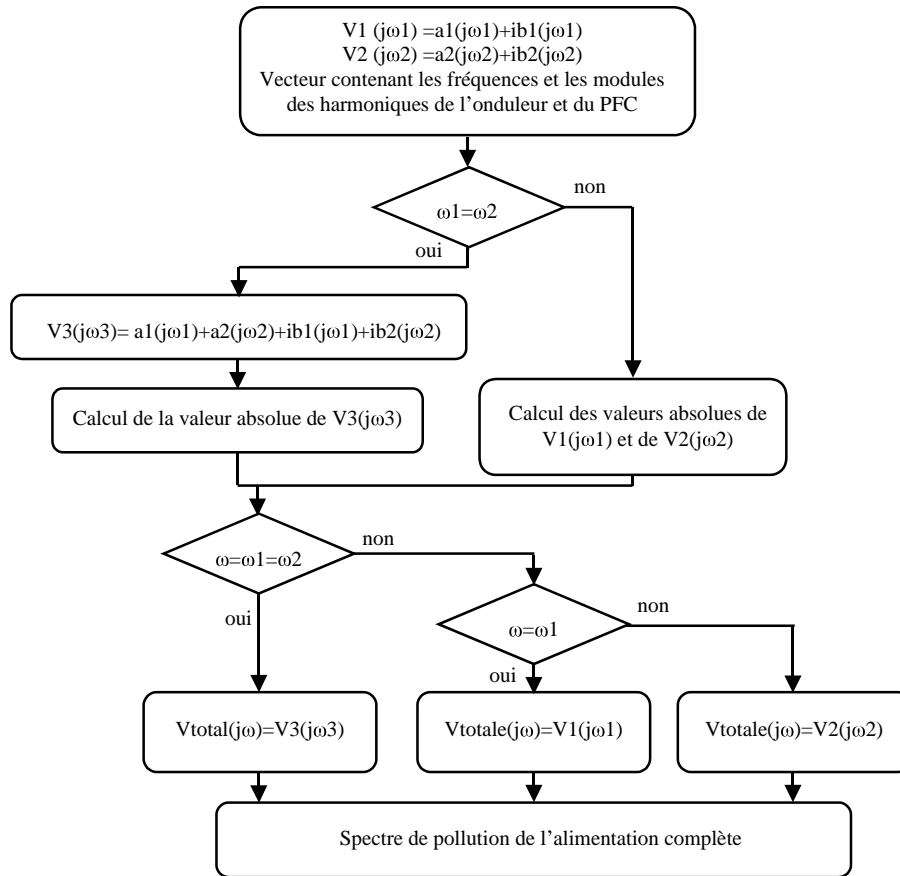 V1 (jω1) =a1(jω1)+ib1(jω1)
V2 (jω2) =a2(jω2)+ib2(jω2)
Vecteur contenant les fréquences et les modules
des harmoniques de l’onduleur et du PFC
non
ω1=ω2
oui
V3(jω3)= a1(jω1)+a2(jω2)+ib1(jω1)+ib2(jω2)
Calcul de la valeur absolue de V3(jω3)
Calcul des valeurs absolues de
V1(jω1) et de V2(jω2)
non
ω=ω1=ω2
oui
non
ω=ω1
oui
Vtotal(jω)=V3(jω3)
Vtotale(jω)=V1(jω1)
Vtotale(jω)=V2(jω2)
Spectre de pollution de l’alimentation complète